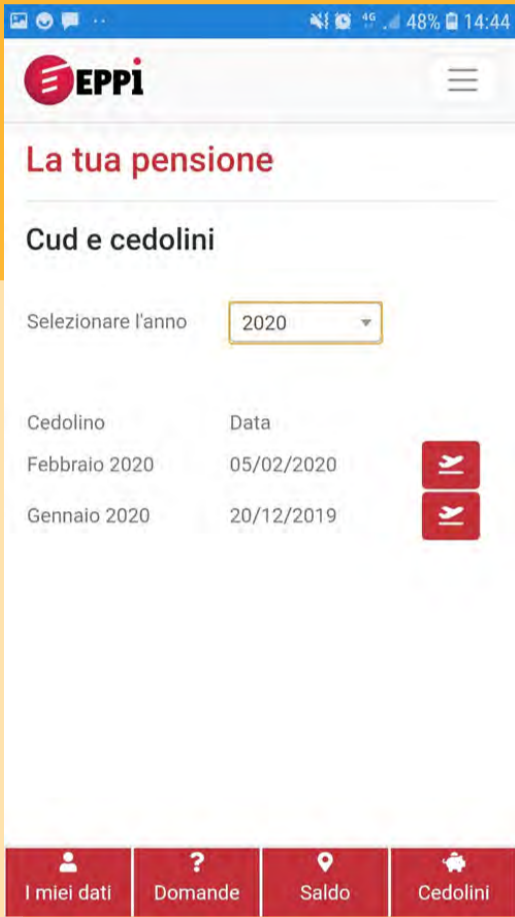 4G 48% 14:44
EPPi
La tua pensione
Cud e cedolini
Selezionare l'anno 2020
Cedolino Data
Febbraio 2020 05/02/2020
Gennaio 2020 20/12/2019
? 
I miei dati Domande Saldo Cedolini